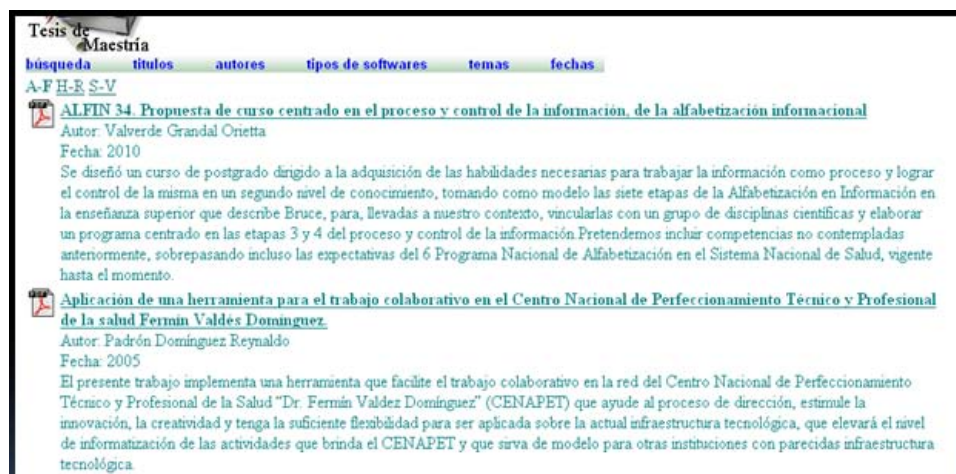 Tesis de
Maestría
búsqueda titulos autores tipos de softwares temas fechas
A-F H-R S-V
ALFIN 34. Propuesta de curso centrado en el proceso y control de la información, de la alfabetización informacional
Autor: Valverde Grandal Orietta
Fecha: 2010
Se diseñó un curso de postgrado dirigido a la adquisición de las habilidades necesarias para trabajar la información como proceso y lograr
el control de la misma en un segundo nivel de conocimiento, tomando como modelo las siete etapas de la Alfabetización en Información en
la enseñanza superior que describe Bruce, para, llevadas a nuestro contexto, vincularlas con un grupo de disciplinas científicas y elaborar
un programa centrado en las etapas 3 y 4 del proceso y control de la información.Pretendemos incluir competencias no contempladas
anteriormente, sobrepasando incluso las expectativas del 6 Programa Nacional de Alfabetización en el Sistema Nacional de Salud, vigente
hasta el momento.
Aplicación de una herramienta para el trabajo colaborativo en el Centro Nacional de Perfeccionamiento Técnico y Profesional
de la salud Fermín Valdés Domínguez.
Autor: Padrón Domínguez Reynaldo
Fecha: 2005
El presente trabajo implementa una herramienta que facilite el trabajo colaborativo en la red del Centro Nacional de Perfeccionamiento
Técnico y Profesional de la Salud “Dr. Fermín Valdez Domínguez” (CENAPET) que ayude al proceso de dirección, estimule la
innovación, la creatividad y tenga la suficiente flexibilidad para ser aplicada sobre la actual infraestructura tecnológica, que elevará el nivel
de informatización de las actividades que brinda el CENAPET y que sirva de modelo para otras instituciones con parecidas infraestructura
tecnológica.